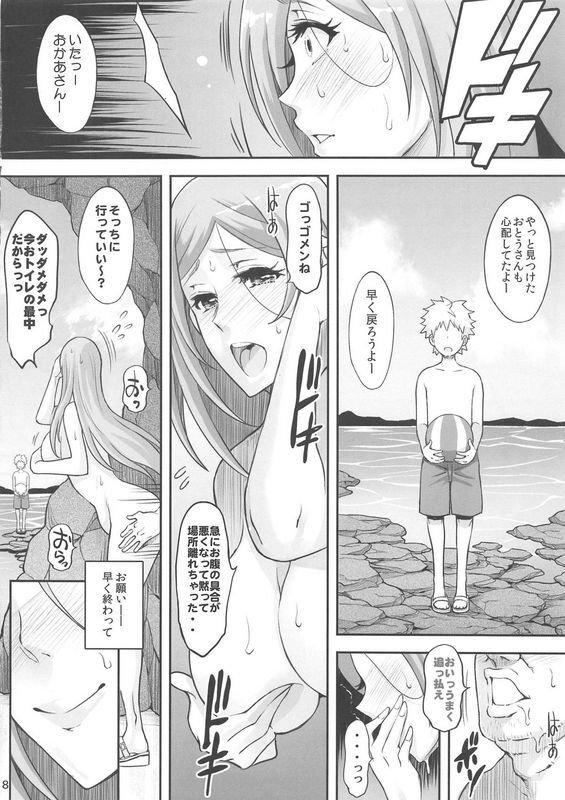 ドキ
いたっー
おかあさんー
やっと見つけた
おとうさんも
心配してたよー
早く戻ろうよー
はぁあ
おいっうまく
追っ払え
・・・っっ
はぁ
ゴっゴメンね
急にお腹の具合が
悪くなって黙って
場所離れちゃった
・・
ドキドキ
そっちに
行っていい～？
ダッダメダメっ
今おトイレの最中
だからっっ
おっ
おらっ
お願い――
早く終わって
8